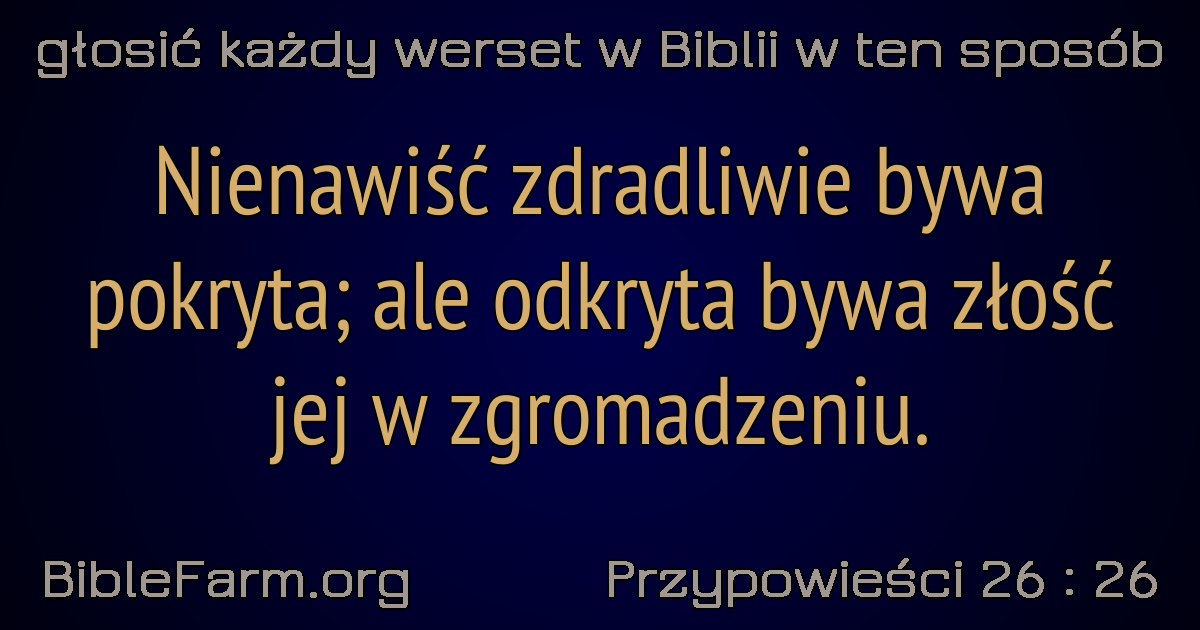 głosić każdy werset w Biblii w ten sposób
Nienawiść zdradliwie bywa
pokryta; ale odkryta bywa złość
jej w zgromadzeniu.
BibleFarm.org
Przypowieści 26 : 26